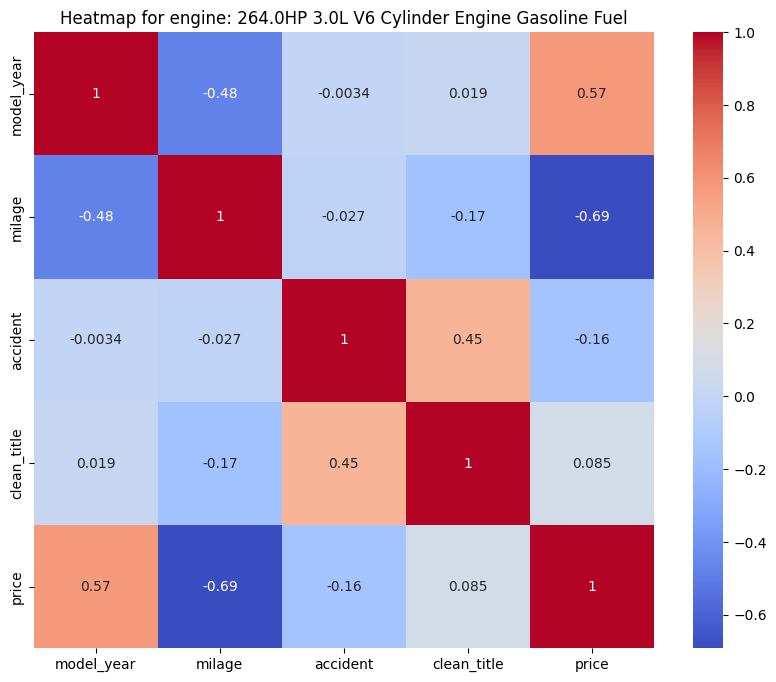 Heatmap for engine: 264.0HP 3.0L V6 Cylinder Engine Gasoline Fuel
model_year 1 -0.48 -0.0034 0.019 0.57
milage -0.48 1 -0.027 -0.17 -0.69
accident -0.0034 -0.027 1 0.45 -0.16
clean_title 0.019 -0.17 0.45 1 0.085
price 0.57 -0.69 -0.16 0.085 1
model_year milage accident clean_title price
1.0
0.8
0.6
0.4
0.2
0.0
−0.2
−0.4
−0.6